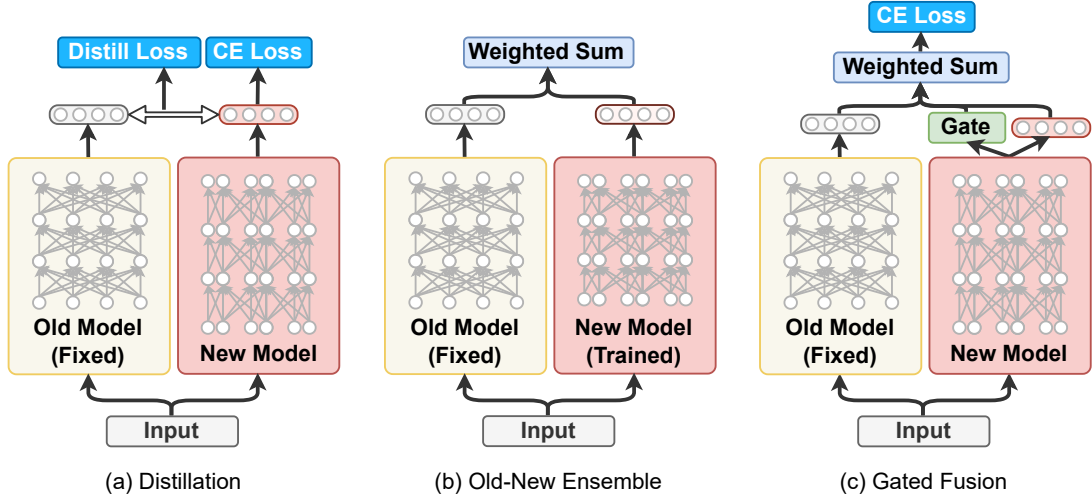 Distill Loss
CE Loss
Old Model
(Fixed)
New Model
Input
(a) Distillation
Weighted Sum
Old Model
(Fixed)
New Model
(Trained)
Input
(b) Old-New Ensemble
CE Loss
Weighted Sum
Gate
Old Model
(Fixed)
New Model
Input
(c) Gated Fusion